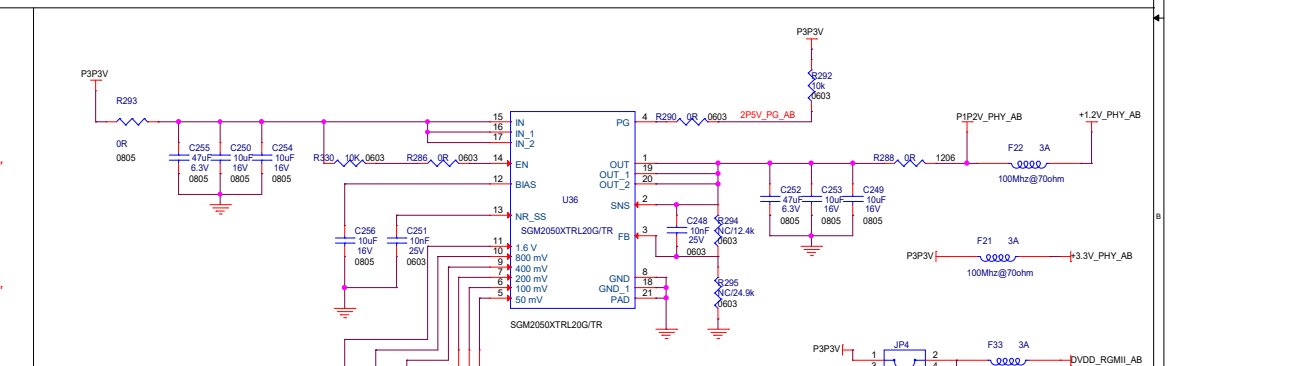 P3P3V
R293
0R
0805
C255
47uF
6.3V
0805
C250
10uF
16V
0805
C254
10uF
16V
0805
R330 10K 0603
R286 0R 0603
C256
10uF
16V
0805
C251
10nF
25V
0603
15 IN
16 IN_1
17 IN_2
14 EN
12 BIAS
13 NR_SS
11 1.6 V
10 800 mV
9 400 mV
7 200 mV
6 100 mV
5 50 mV
U36
SGM2050XTRL20G/TR
SGM2050XTRL20G/TR
PG 4
OUT 1
OUT_1 19
OUT_2 20
SNS 2
FB 3
GND 8
GND_1 18
PAD 21
R290 0R 0603
2P5V_PG_AB
P3P3V
R292
10k
0603
C248
10nF
25V
0603
R294
NC/12.4k
0603
R295
NC/24.9k
0603
C252
47uF
6.3V
0805
C253
10uF
16V
0805
C249
10uF
16V
0805
R288 0R 1206
P1P2V_PHY_AB
+1.2V_PHY_AB
F22 3A
100Mhz@70ohm
P3P3V
F21 3A
+3.3V_PHY_AB
100Mhz@70ohm
P3P3V
JP4
1 2
F33 3A
DVDD_RGMII_AB
B